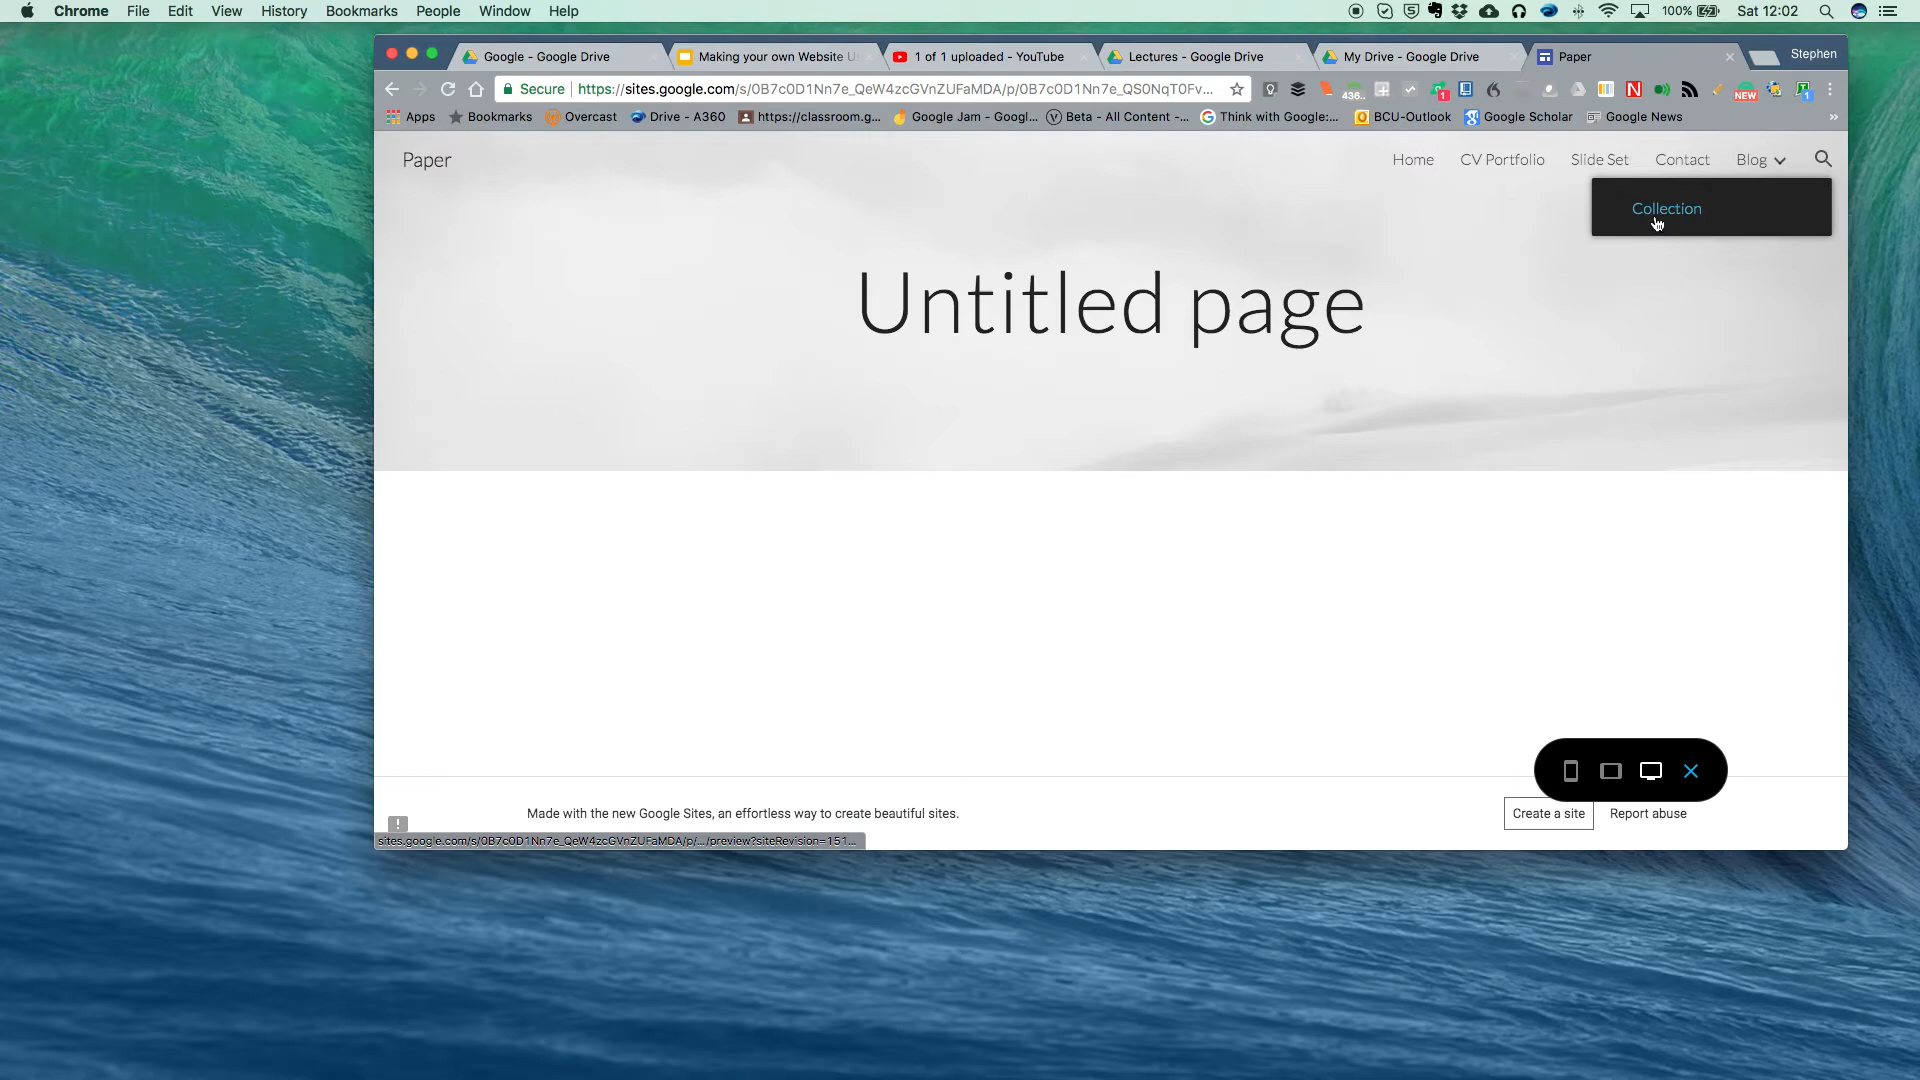 Chrome File Edit View History Bookmarks People Window Help
100% Sat 12:02
Google - Google Drive
Making your own Website U
1 of 1 uploaded - YouTube
Lectures - Google Drive
My Drive - Google Drive
Paper
Stephen
Secure https://sites.google.com/s/0B7c0D1Nn7e_QeW4zcGVnZUFaMDA/p/0B7c0D1Nn7e_QS0NqT0Fv...
436...
1
N
NEW
1
Apps Bookmarks Overcast Drive - A360 https://classroom.g... Google Jam - Googl... Beta - All Content -... Think with Google:... BCU-Outlook Google Scholar Google News »
Paper
Home CV Portfolio Slide Set Contact Blog
Collection
Untitled page
Made with the new Google Sites, an effortless way to create beautiful sites.
Create a site Report abuse
sites.google.com/s/0B7c0D1Nn7e_QeW4zcGVnZUFaMDA/p/.../preview?siteRevision=151...